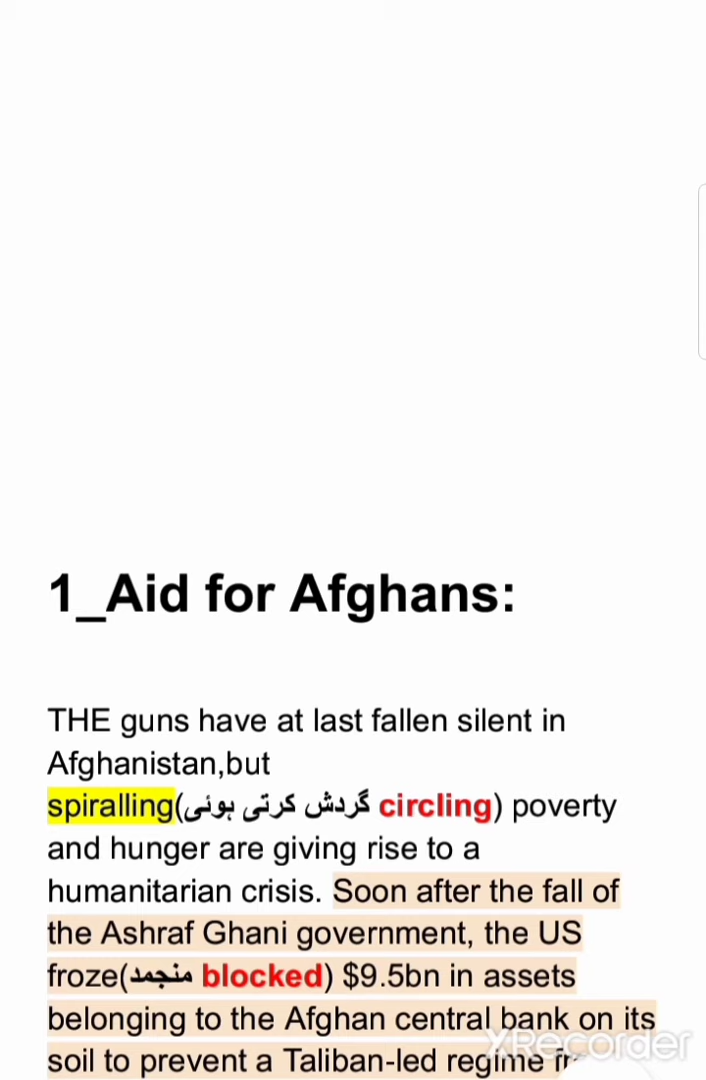 1_Aid for Afghans:
THE guns have at last fallen silent in
Afghanistan,but
spiralling(گردش کرتی ہوئی circling) poverty
and hunger are giving rise to a
humanitarian crisis. Soon after the fall of
the Ashraf Ghani government, the US
froze(منجمد blocked) $9.5bn in assets
belonging to the Afghan central bank on its
soil to prevent a Taliban-led regime
XRecorder